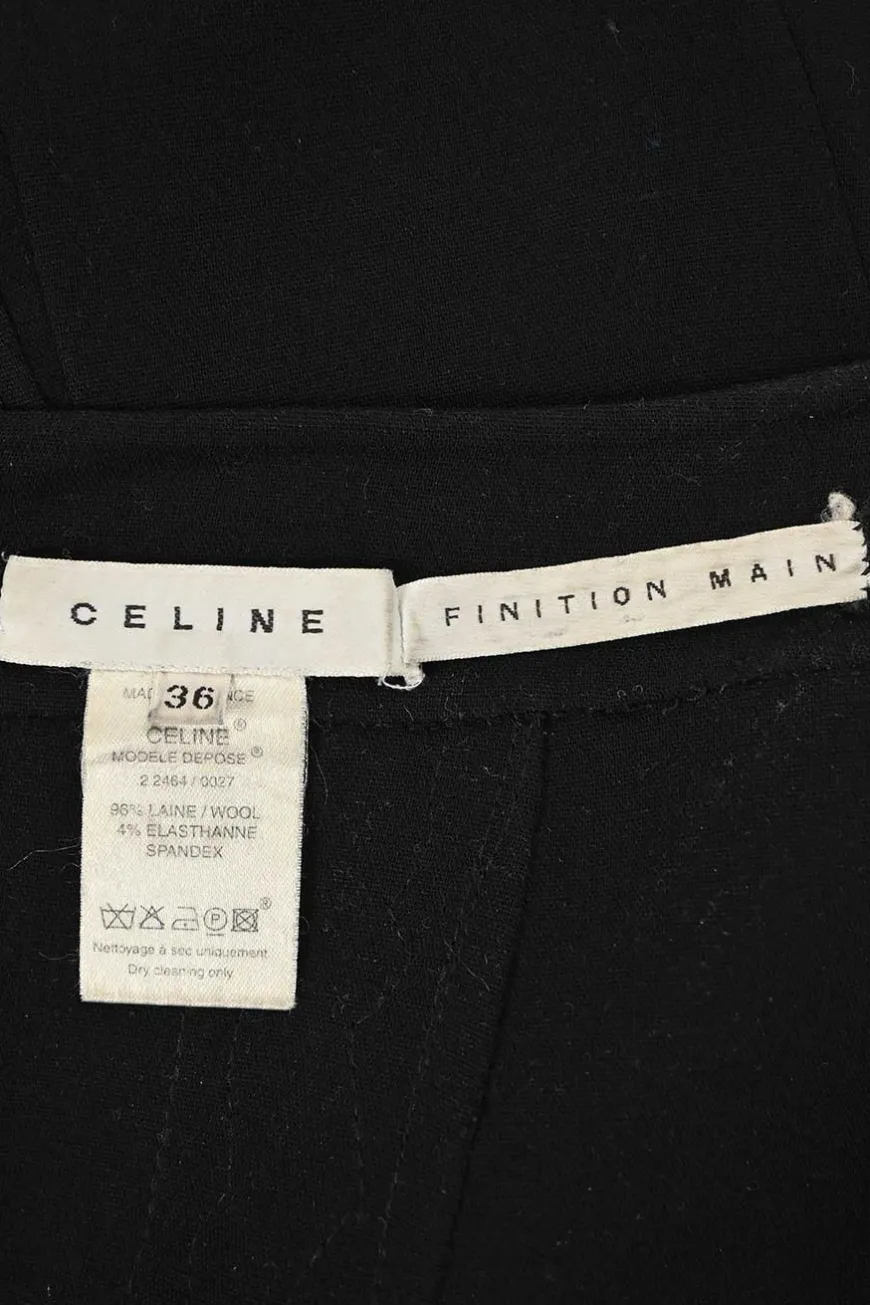 CELINE
FINITION MAIN
36
CELINE®
MODELE DEPOSE®
2 2464 / 0027
96% LAINE / WOOL
4% ELASTHANNE
SPANDEX
P
®
Nettoyage à sec uniquement
Dry cleaning only